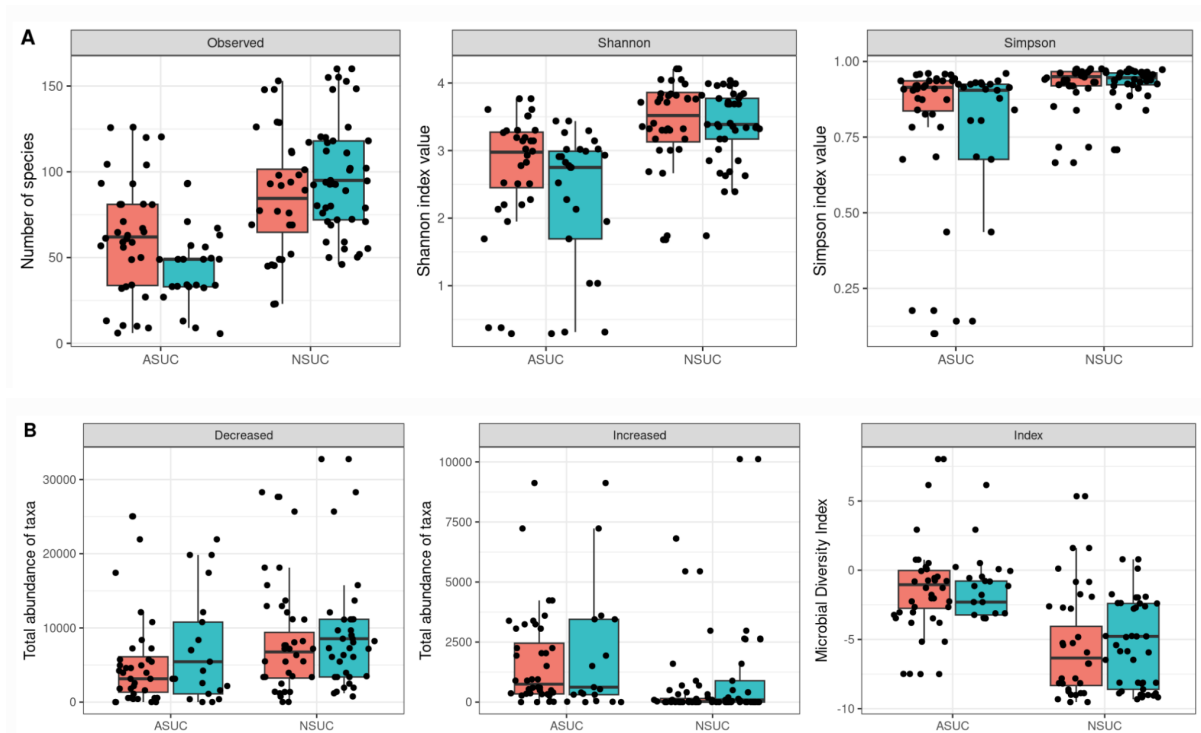 A
Observed
Shannon
Simpson
Number of species
150
100
50
0
ASUC
NSUC
Shannon index value
4
3
2
1
ASUC
NSUC
Simpson index value
1.00
0.75
0.50
0.25
ASUC
NSUC
B
Decreased
Increased
Index
Total abundance of taxa
30000
20000
10000
0
ASUC
NSUC
Total abundance of taxa
10000
7500
5000
2500
0
ASUC
NSUC
Microbial Diversity Index
5
0
-5
-10
ASUC
NSUC